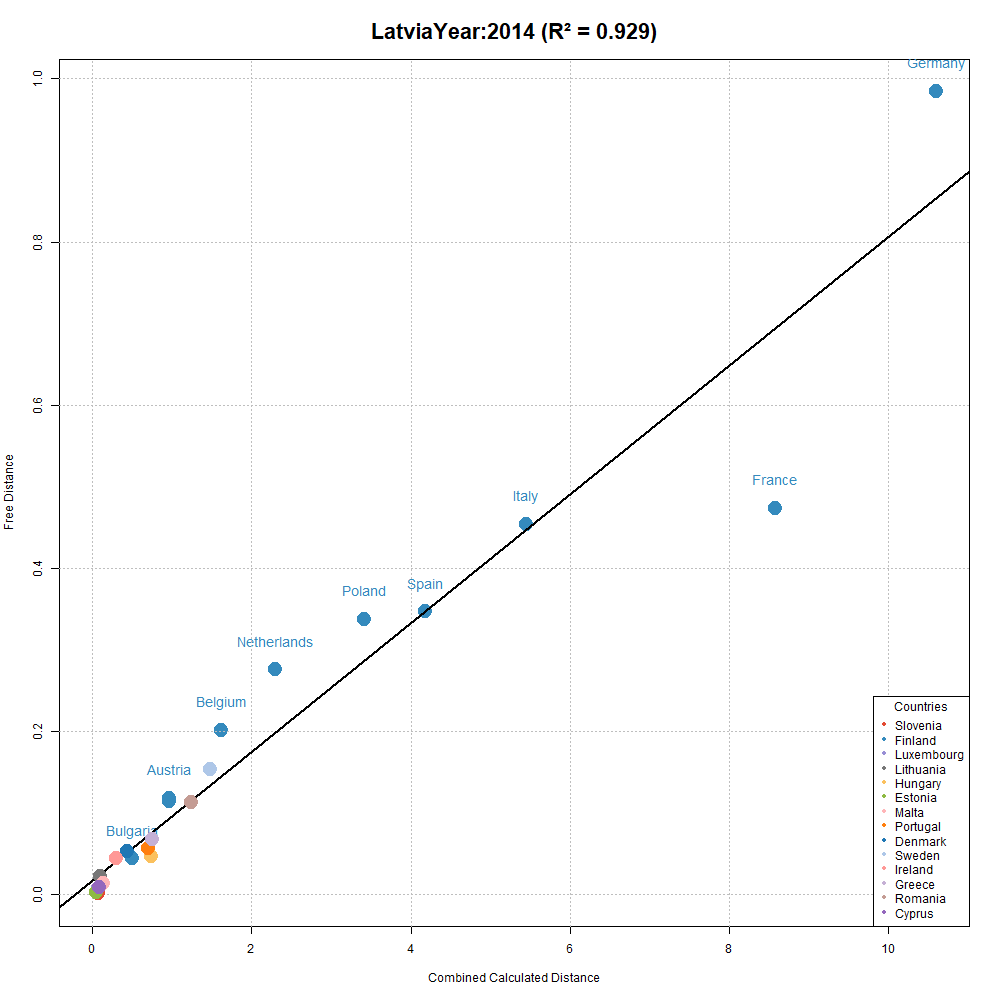 LatviaYear:2014 (R² = 0.929)
Germany
France
Italy
Spain
Poland
Netherlands
Belgium
Austria
Bulgaria
Free Distance
1.0
0.8
0.6
0.4
0.2
0.0
0 2 4 6 8 10
Combined Calculated Distance
Countries
Slovenia
Finland
Luxembourg
Lithuania
Hungary
Estonia
Malta
Portugal
Denmark
Sweden
Ireland
Greece
Romania
Cyprus